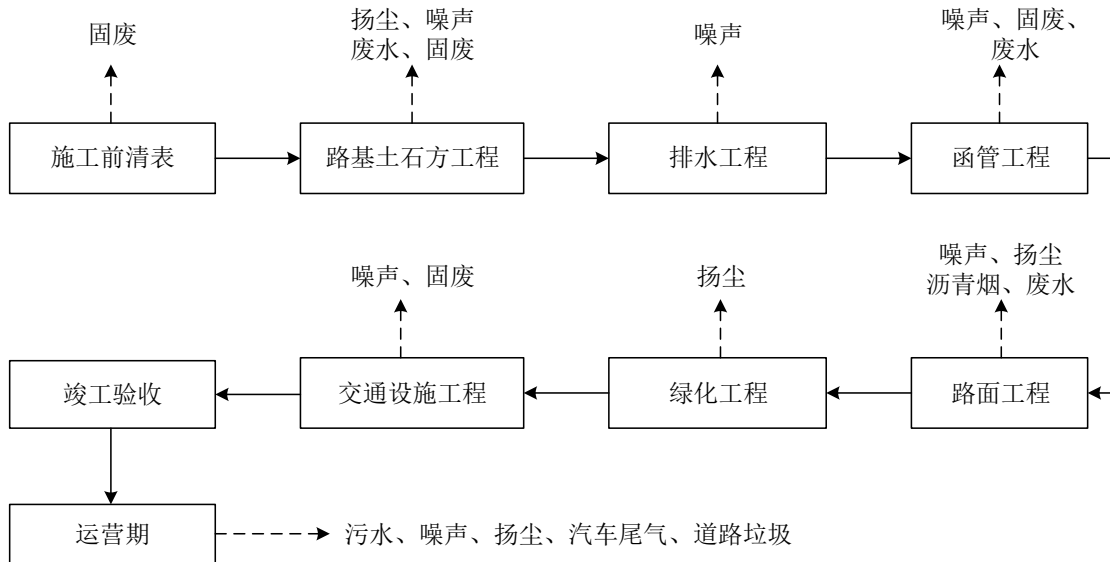 固废
扬尘、噪声
废水、固废
噪声
噪声、固废、
废水
施工前清表
路基土石方工程
排水工程
函管工程
噪声、固废
扬尘
噪声、扬尘
沥青烟、废水
竣工验收
交通设施工程
绿化工程
路面工程
运营期
污水、噪声、扬尘、汽车尾气、道路垃圾